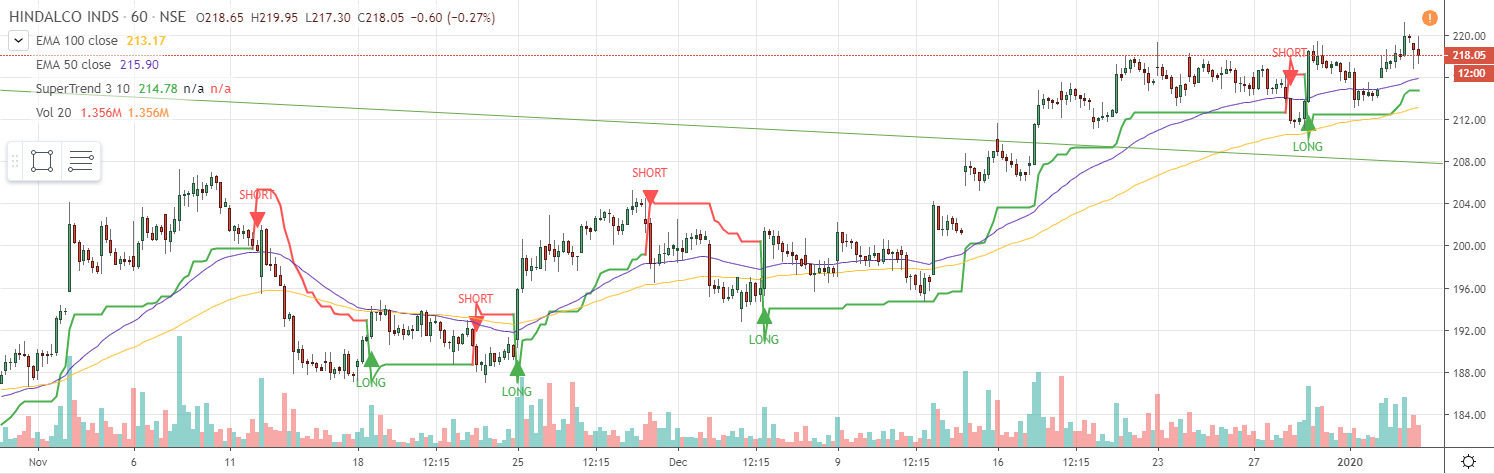 HINDALCO INDS · 60 · NSE O218.65 H219.95 L217.30 C218.05 −0.60 (−0.27%)
EMA 100 close 213.17
EMA 50 close 215.90
SuperTrend 3 10 214.78 n/a n/a
Vol 20 1.356M 1.356M
220.00
218.05
12:00
212.00
208.00
204.00
200.00
196.00
192.00
188.00
184.00
SHORT
LONG
SHORT
LONG
SHORT
LONG
SHORT
LONG
Nov 6 11 18 12:15 25 12:15 Dec 12:15 9 12:15 16 12:15 23 27 12:15 2020